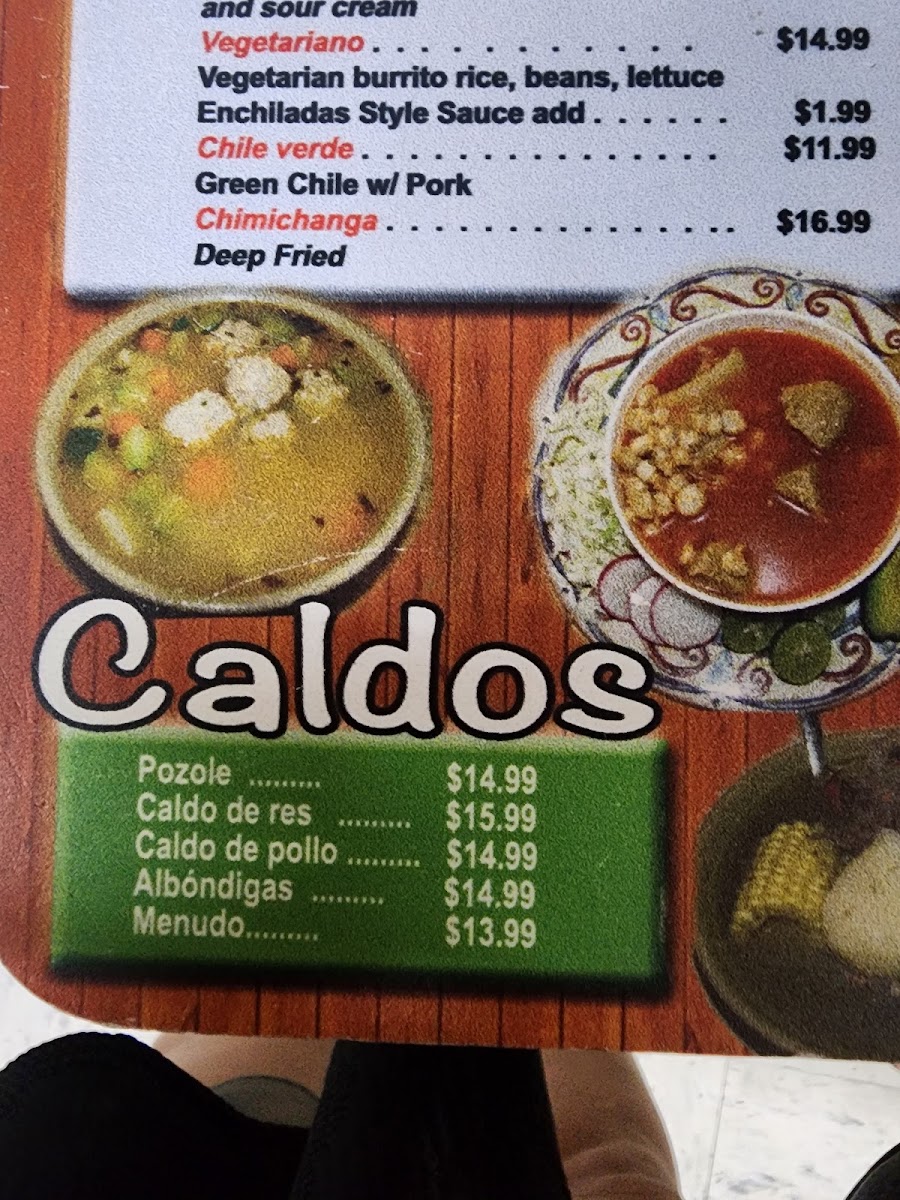 and sour cream
Vegetariano . . . . . . . . . . . . $14.99
Vegetarian burrito rice, beans, lettuce
Enchiladas Style Sauce add . . . . . . $1.99
Chile verde . . . . . . . . . . . . . . . $11.99
Green Chile w/ Pork
Chimichanga . . . . . . . . . . . . . . . $16.99
Deep Fried
Caldos
Pozole ......... $14.99
Caldo de res ......... $15.99
Caldo de pollo ......... $14.99
Albóndigas ......... $14.99
Menudo......... $13.99